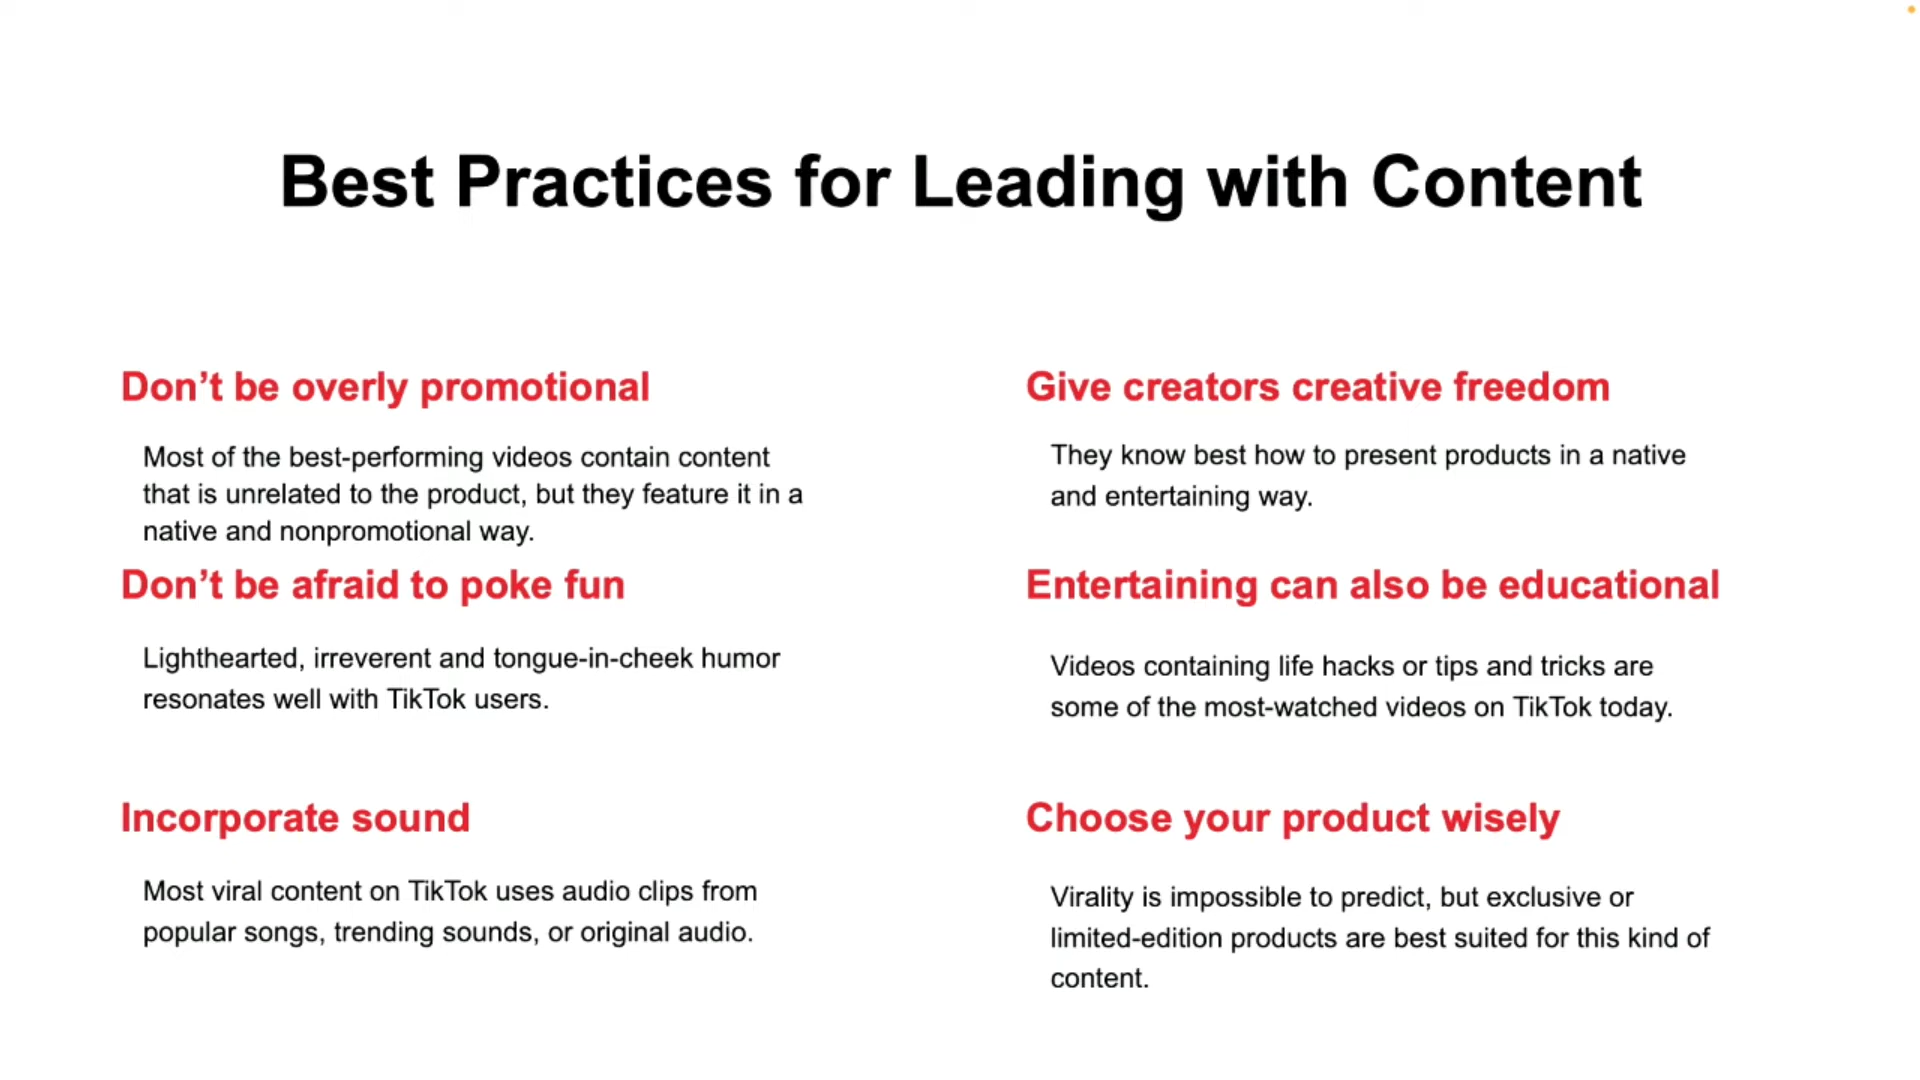 Best Practices for Leading with Content
Don’t be overly promotional
Most of the best-performing videos contain content
that is unrelated to the product, but they feature it in a
native and nonpromotional way.
Don’t be afraid to poke fun
Lighthearted, irreverent and tongue-in-cheek humor
resonates well with TikTok users.
Incorporate sound
Most viral content on TikTok uses audio clips from
popular songs, trending sounds, or original audio.
Give creators creative freedom
They know best how to present products in a native
and entertaining way.
Entertaining can also be educational
Videos containing life hacks or tips and tricks are
some of the most-watched videos on TikTok today.
Choose your product wisely
Virality is impossible to predict, but exclusive or
limited-edition products are best suited for this kind of
content.